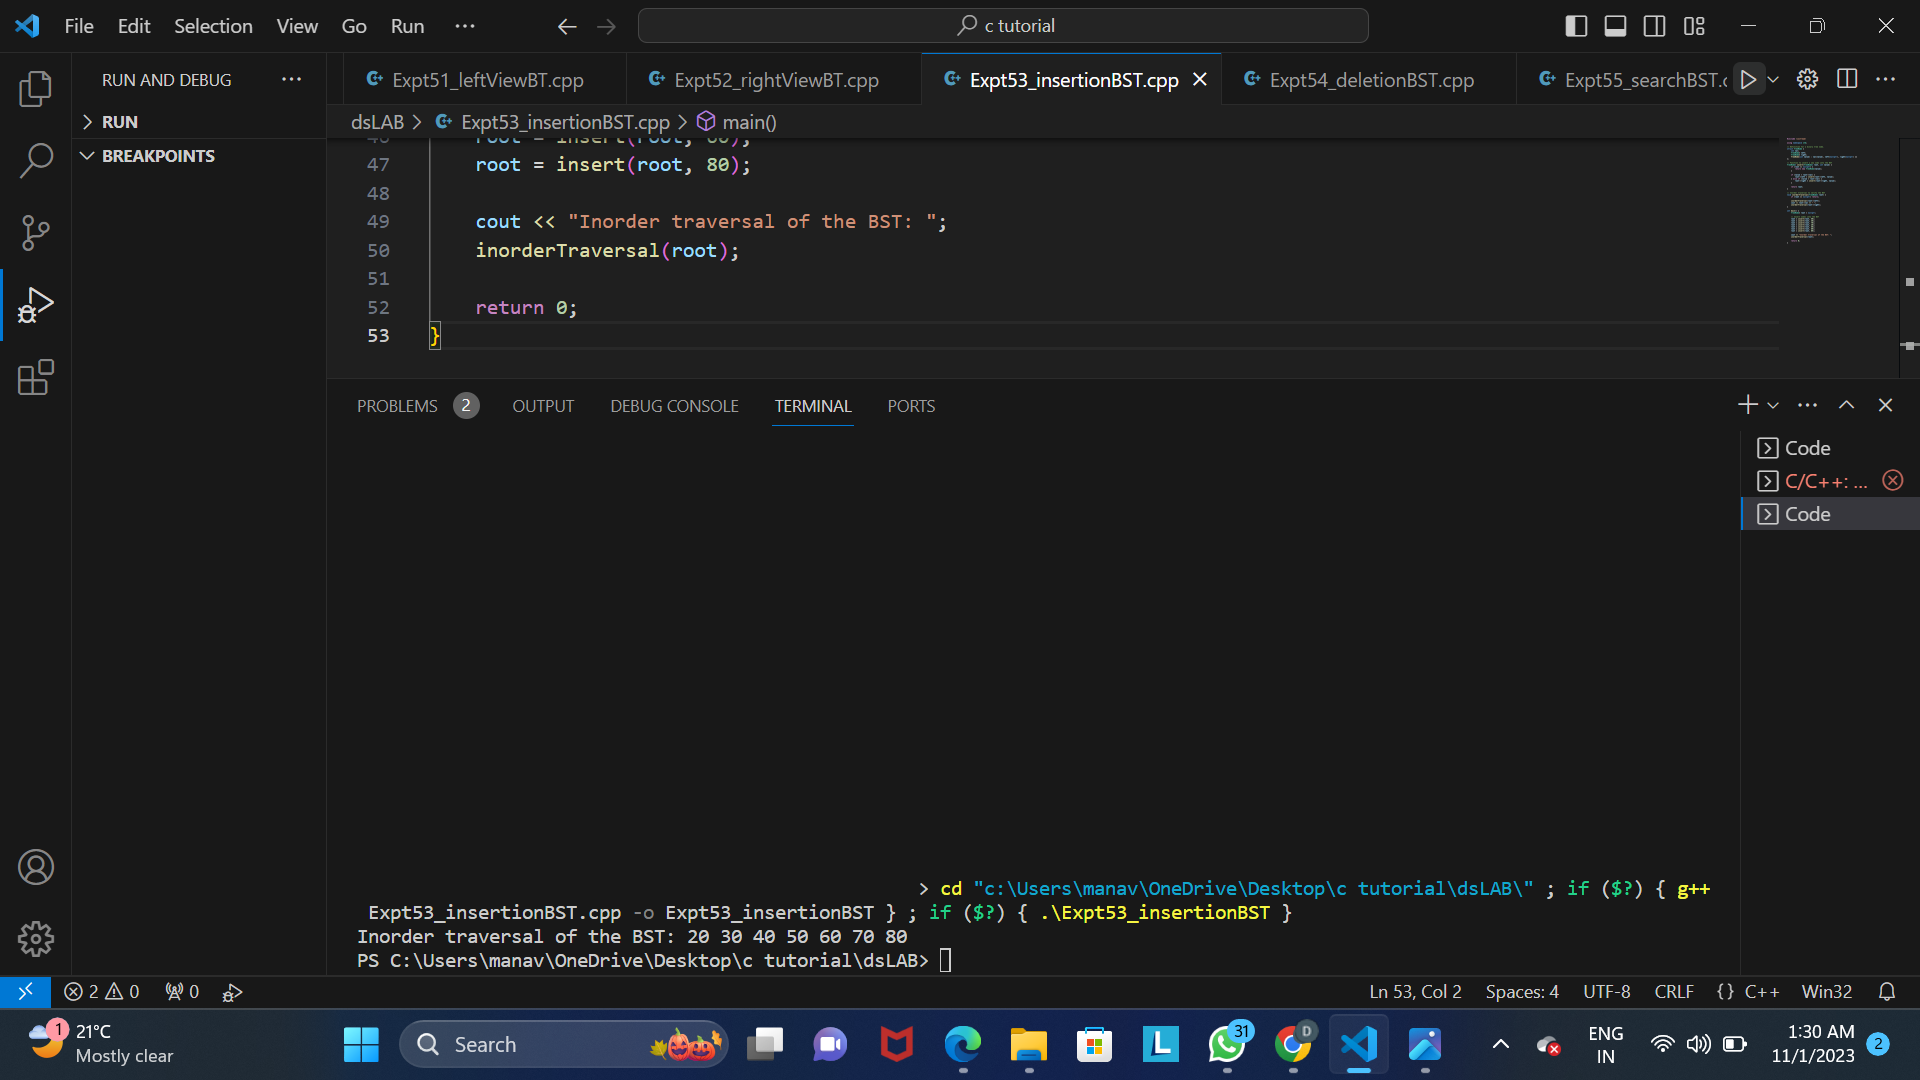 File Edit Selection View Go Run ··· c tutorial
RUN AND DEBUG ···
Expt51_leftViewBT.cpp Expt52_rightViewBT.cpp Expt53_insertionBST.cpp Expt54_deletionBST.cpp Expt55_searchBST.c
RUN
BREAKPOINTS
dsLAB > Expt53_insertionBST.cpp > main()
46 root = insert(root, 60);
47 root = insert(root, 80);
48
49 cout << "Inorder traversal of the BST: ";
50 inorderTraversal(root);
51
52 return 0;
53 }
PROBLEMS 2 OUTPUT DEBUG CONSOLE TERMINAL PORTS
Code
C/C++: ...
Code
> cd "c:\Users\manav\OneDrive\Desktop\c tutorial\dsLAB\" ; if ($?) { g++
Expt53_insertionBST.cpp -o Expt53_insertionBST } ; if ($?) { .\Expt53_insertionBST }
Inorder traversal of the BST: 20 30 40 50 60 70 80
PS C:\Users\manav\OneDrive\Desktop\c tutorial\dsLAB>
2 0 0 Ln 53, Col 2 Spaces: 4 UTF-8 CRLF {} C++ Win32
1 21°C
Mostly clear
Search
L
31
D
ENG
IN
1:30 AM
11/1/2023
2